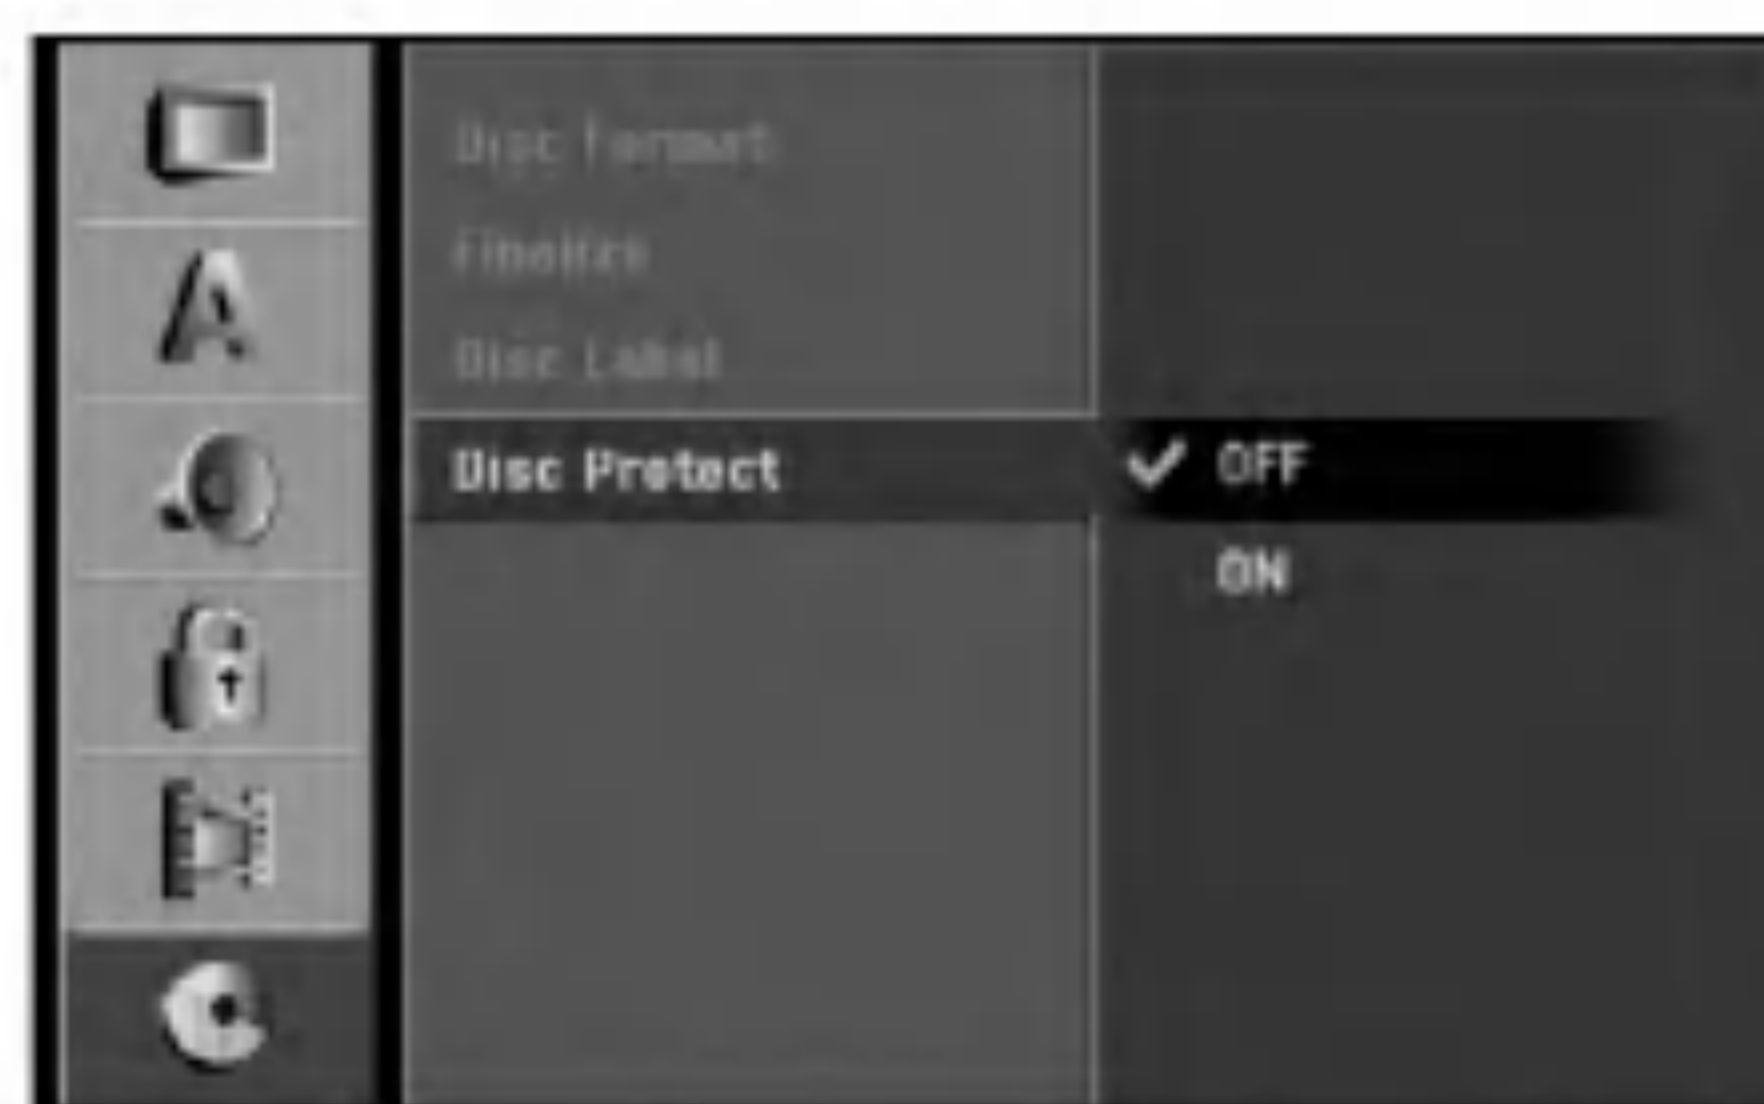 A
Disc Format
Finalize
Disc Label
Disc Protect
OFF
ON